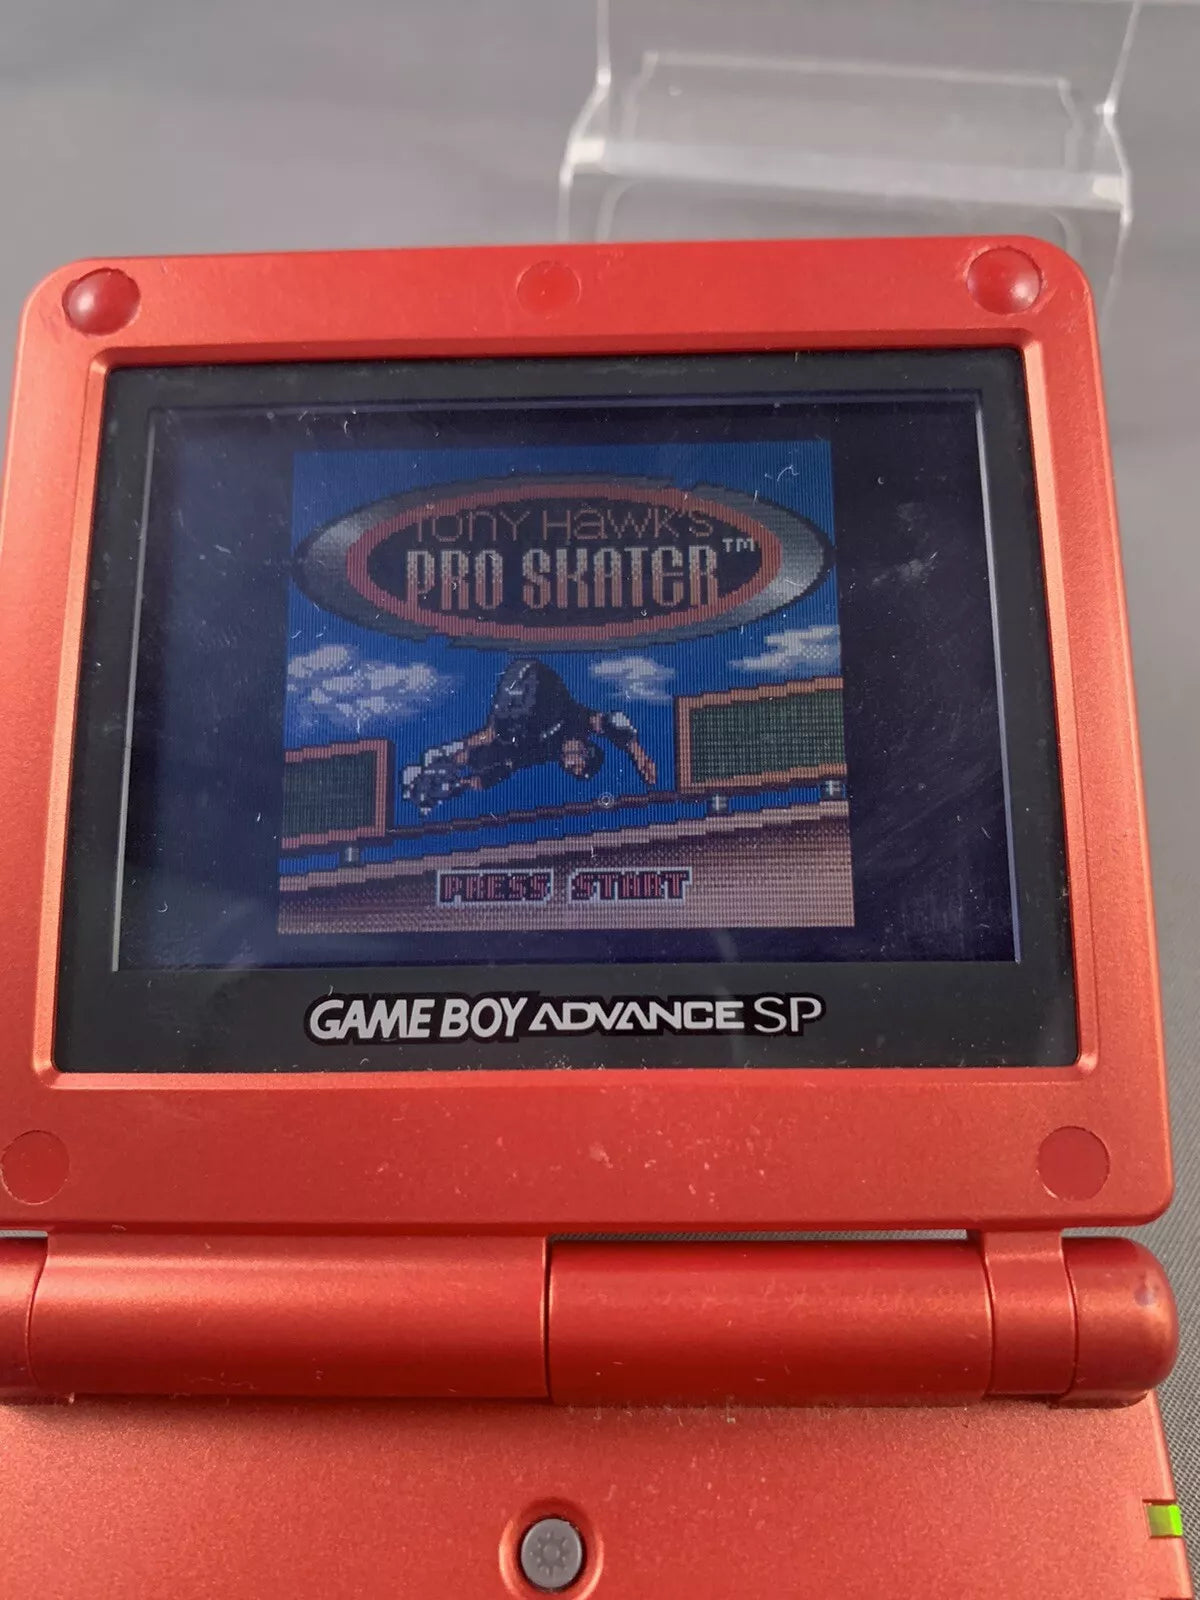 TONY HAWK'S
PRO SKATER™
PRESS START
GAME BOY ADVANCE SP